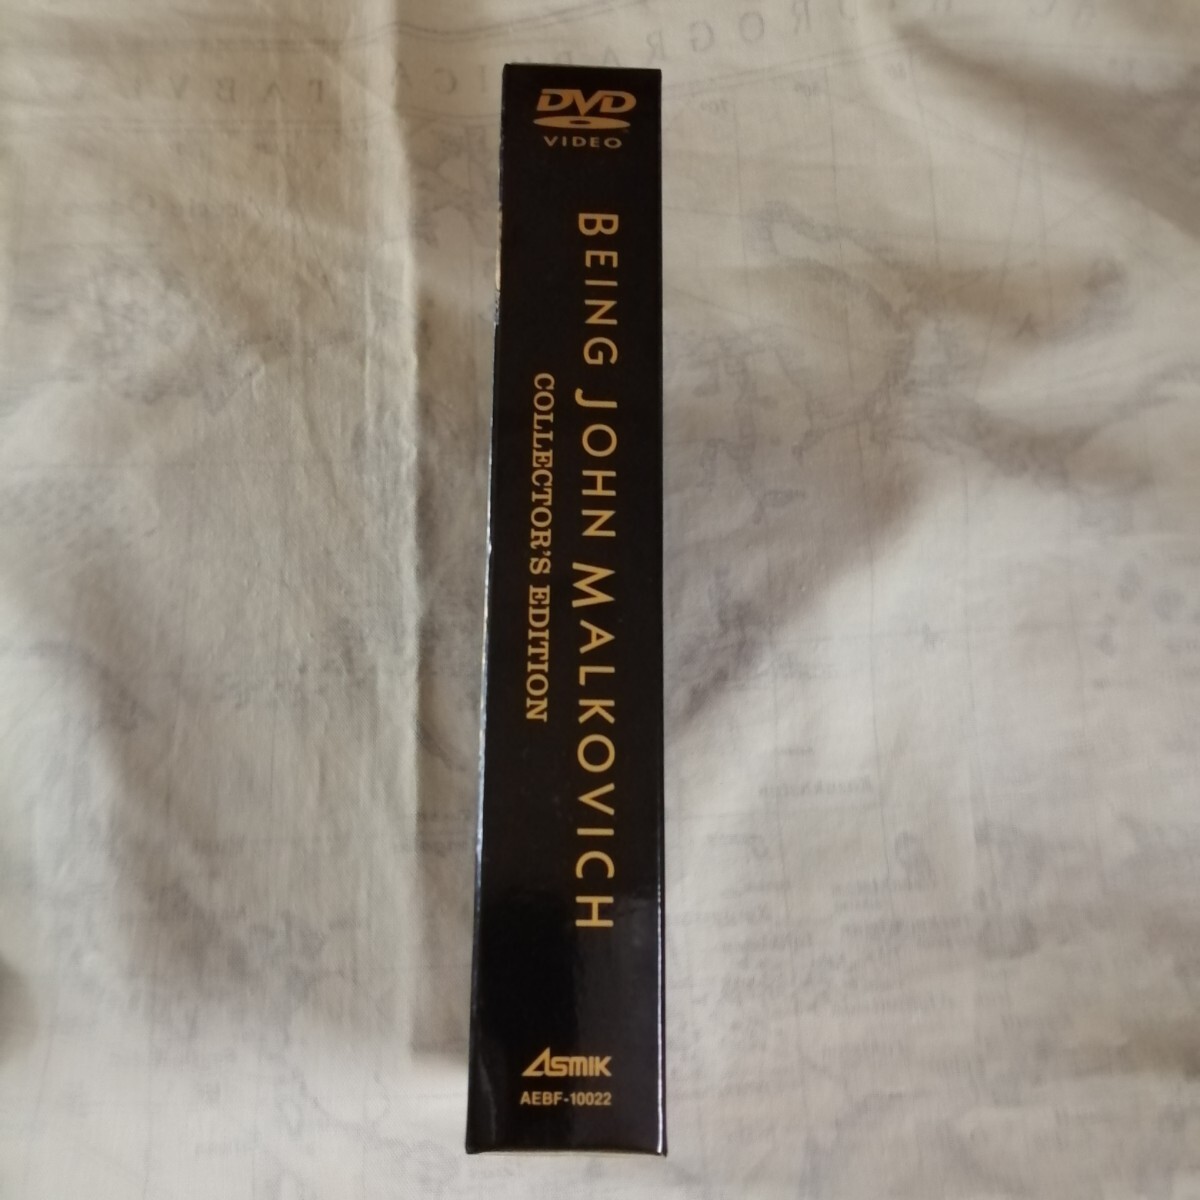 DVD
VIDEO
BEING JOHN MALKOVICH
COLLECTOR'S EDITION
Asmik
AEBF-10022